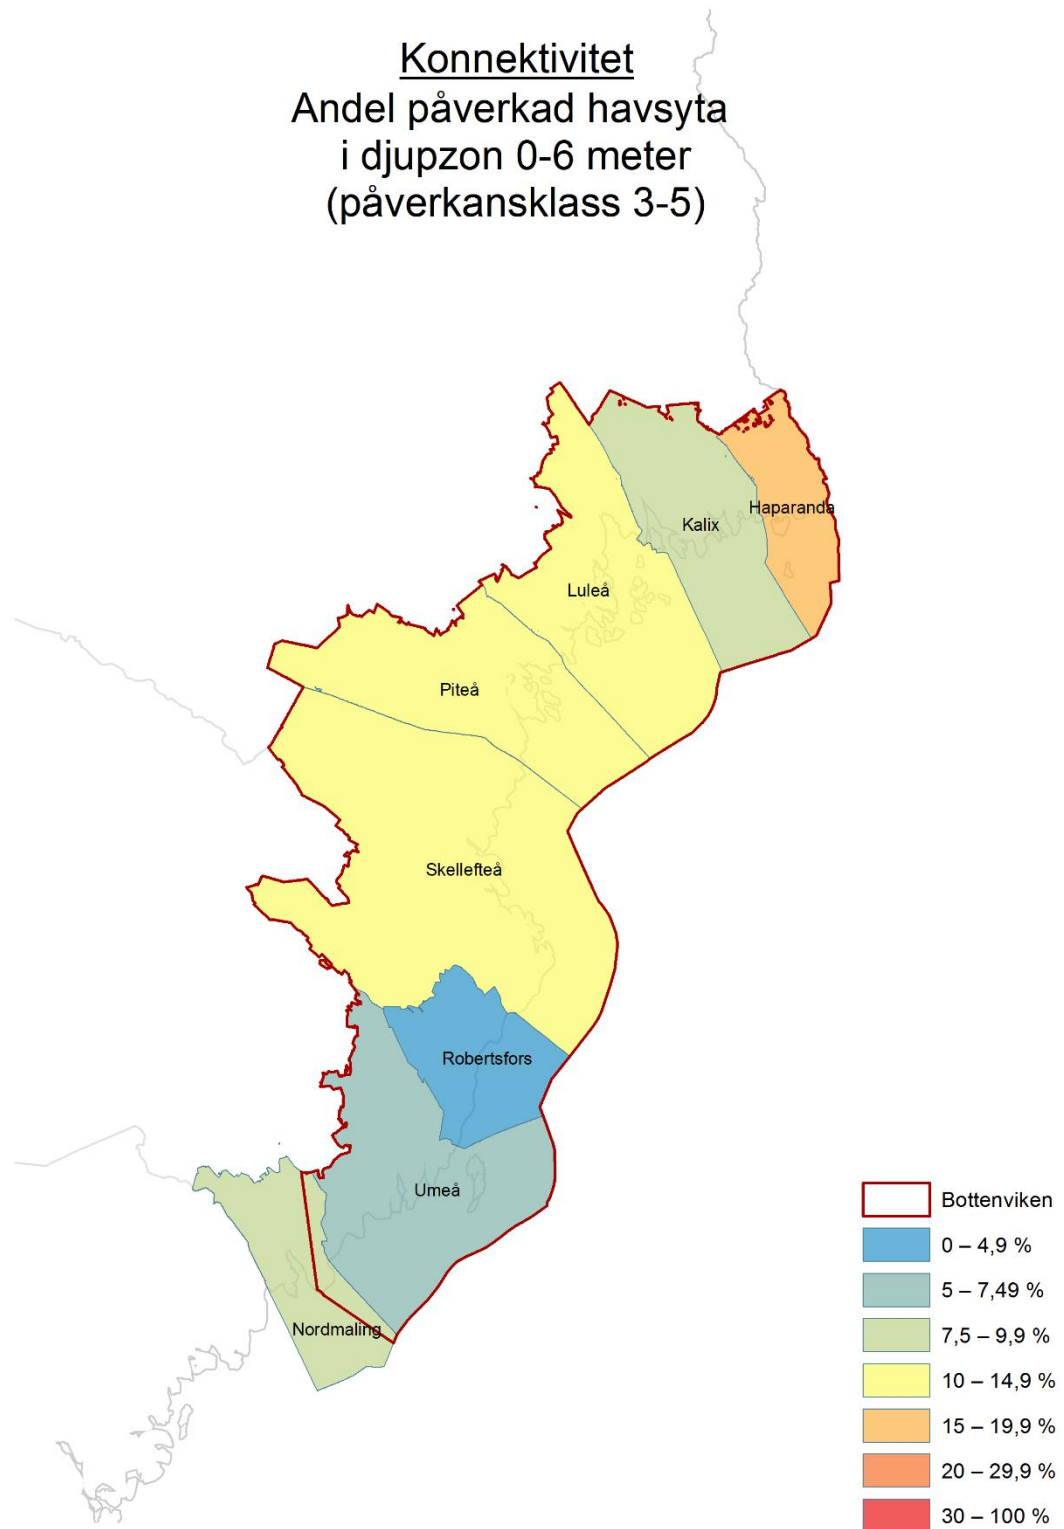 Konnektivitet
Andel påverkad havsyta
i djupzon 0-6 meter
(påverkansklass 3-5)
Haparanda
Kalix
Luleå
Piteå
Skellefteå
Robertsfors
Umeå
Nordmaling
Bottenviken
0 – 4,9 %
5 – 7,49 %
7,5 – 9,9 %
10 – 14,9 %
15 – 19,9 %
20 – 29,9 %
30 – 100 %